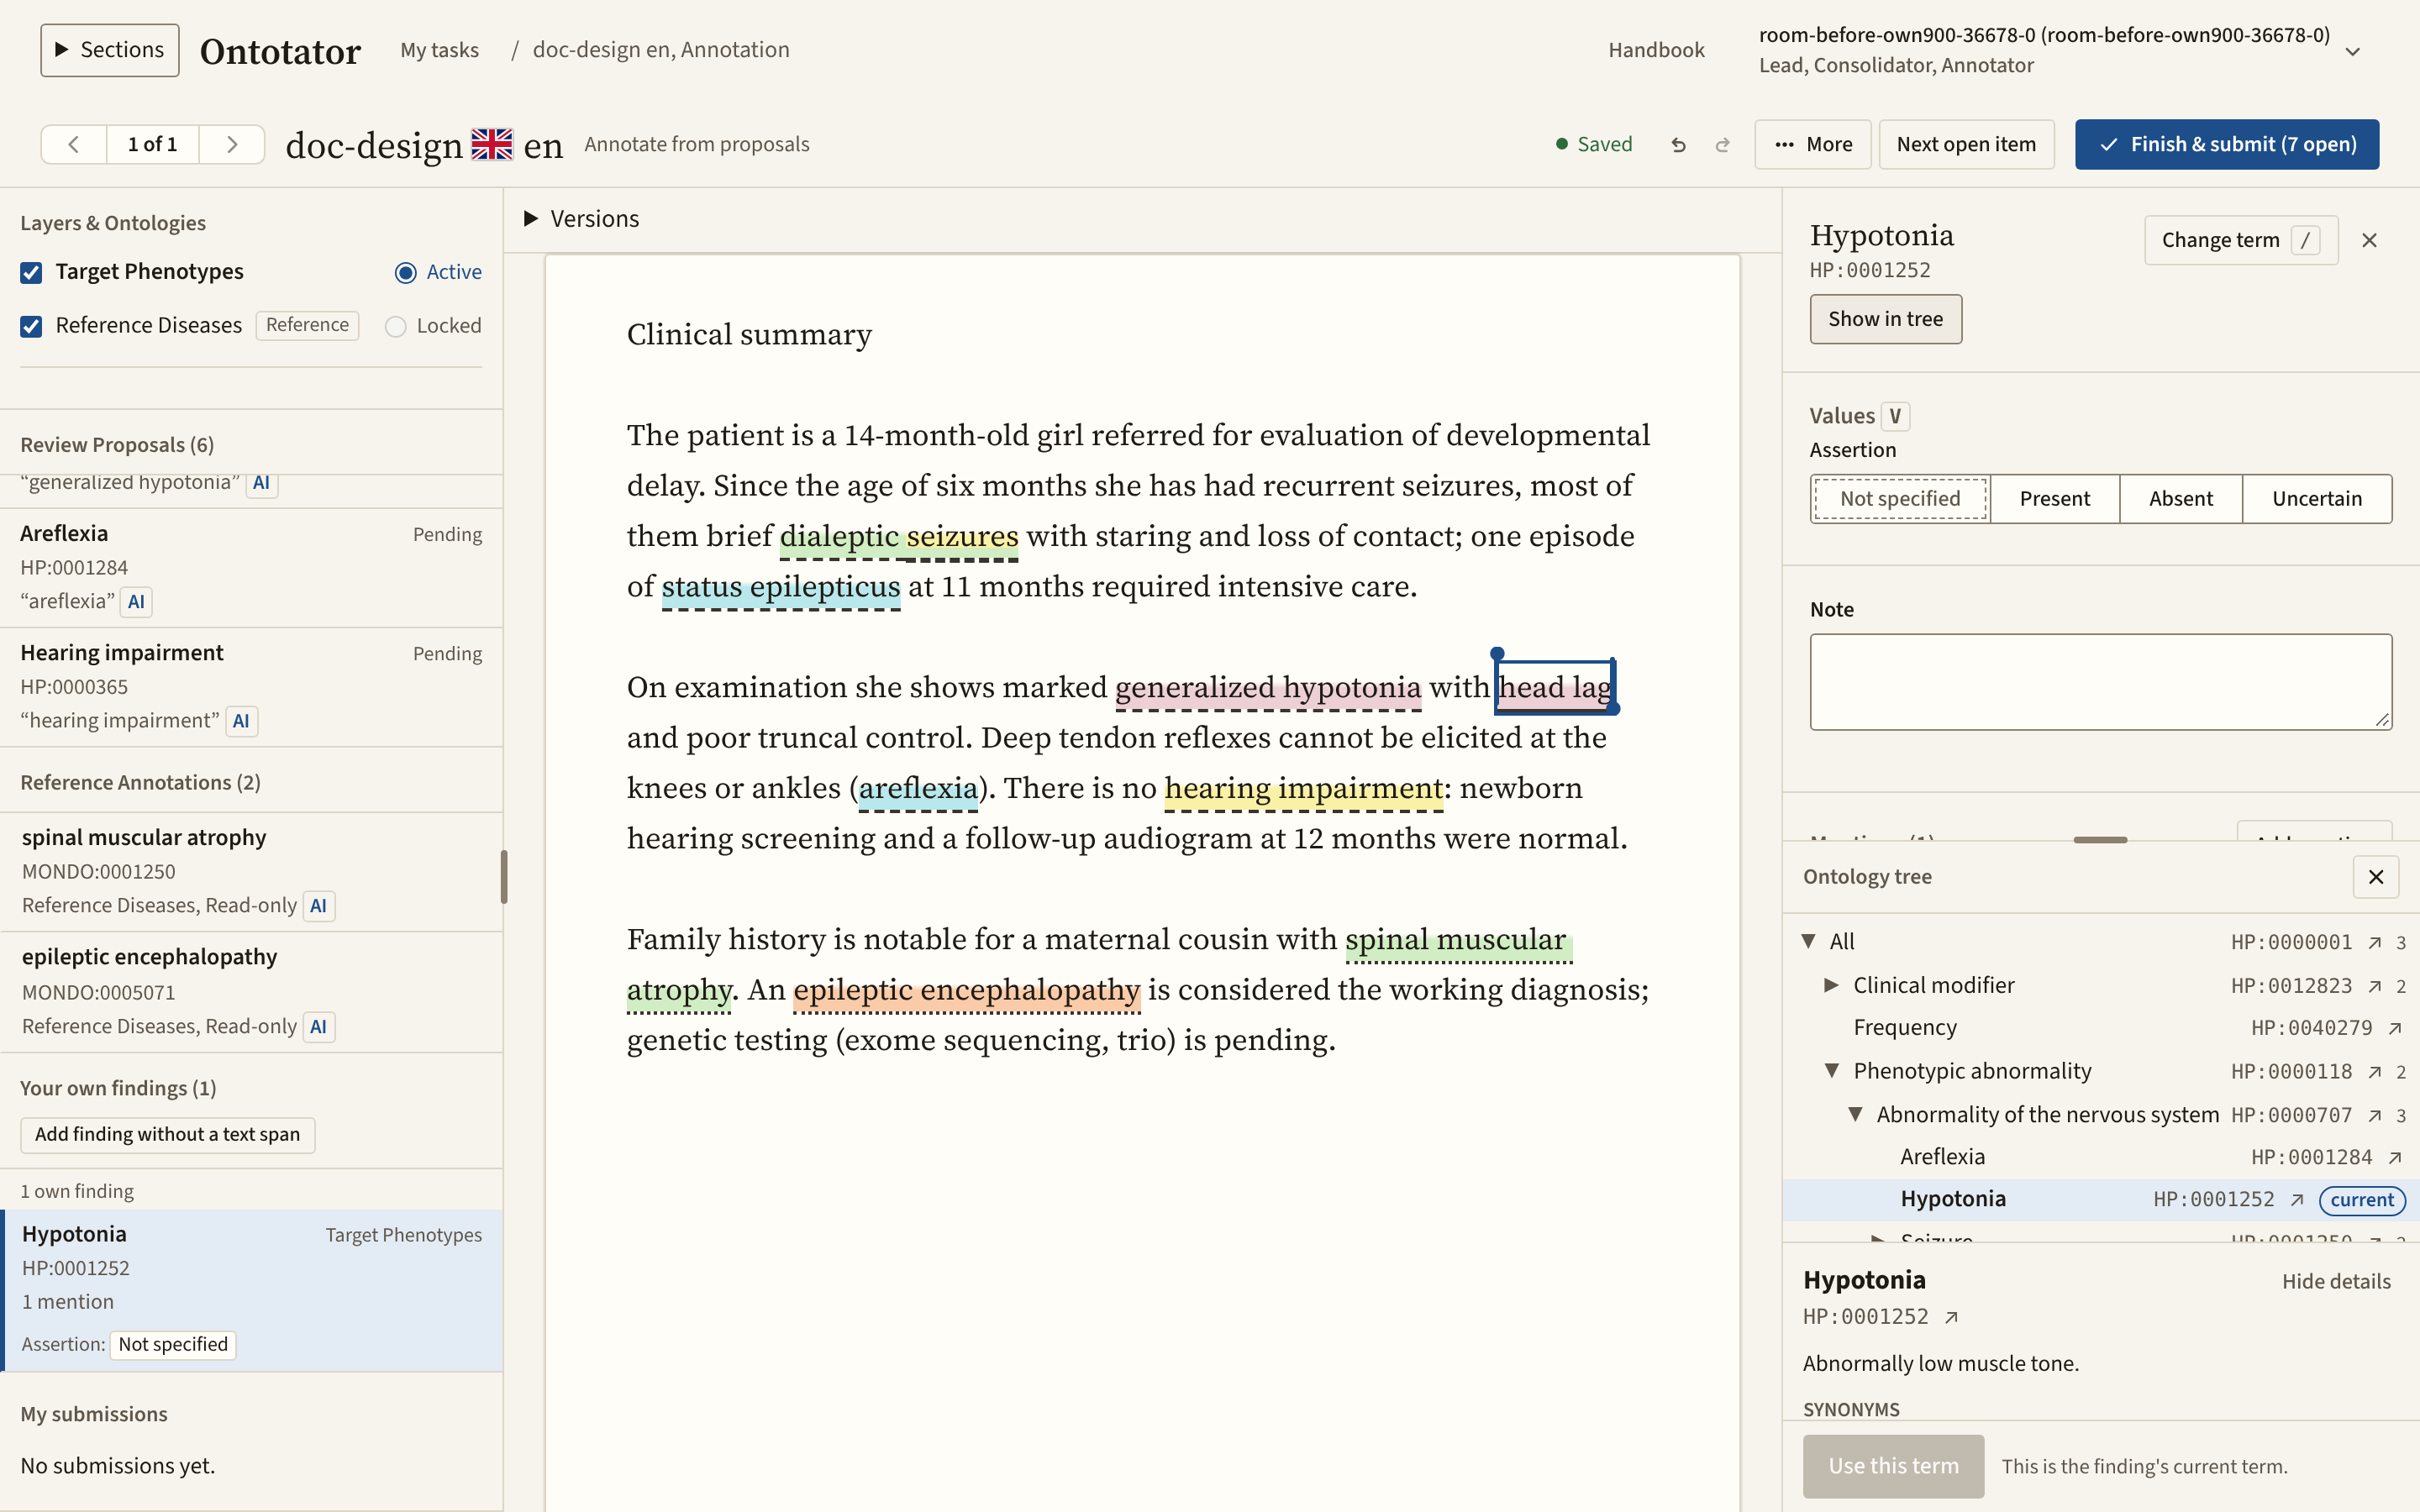 Sections
Ontotator
My tasks / doc-design en, Annotation
Handbook
room-before-own900-36678-0 (room-before-own900-36678-0)
Lead, Consolidator, Annotator
1 of 1
doc-design en
Annotate from proposals
Saved
More
Next open item
Finish & submit (7 open)
Layers & Ontologies
Target Phenotypes
Active
Reference Diseases Reference
Locked
Review Proposals (6)
“generalized hypotonia” AI
Areflexia
Pending
HP:0001284
“areflexia” AI
Hearing impairment
Pending
HP:0000365
“hearing impairment” AI
Reference Annotations (2)
spinal muscular atrophy
MONDO:0001250
Reference Diseases, Read-only AI
epileptic encephalopathy
MONDO:0005071
Reference Diseases, Read-only AI
Your own findings (1)
Add finding without a text span
1 own finding
Hypotonia
Target Phenotypes
HP:0001252
1 mention
Assertion: Not specified
My submissions
No submissions yet.
Versions
Clinical summary
The patient is a 14-month-old girl referred for evaluation of developmental
delay. Since the age of six months she has had recurrent seizures, most of
them brief dialeptic seizures with staring and loss of contact; one episode
of status epilepticus at 11 months required intensive care.
On examination she shows marked generalized hypotonia with head lag
and poor truncal control. Deep tendon reflexes cannot be elicited at the
knees or ankles (areflexia). There is no hearing impairment: newborn
hearing screening and a follow-up audiogram at 12 months were normal.
Family history is notable for a maternal cousin with spinal muscular
atrophy. An epileptic encephalopathy is considered the working diagnosis;
genetic testing (exome sequencing, trio) is pending.
Hypotonia
HP:0001252
Change term /
Show in tree
Values V
Assertion
Not specified
Present
Absent
Uncertain
Note
Ontology tree
All HP:0000001 3
Clinical modifier HP:0012823 2
Frequency HP:0040279
Phenotypic abnormality HP:0000118 2
Abnormality of the nervous system HP:0000707 3
Areflexia HP:0001284
Hypotonia HP:0001252 current
Seizure HP:0001250
Hypotonia
Hide details
HP:0001252
Abnormally low muscle tone.
SYNONYMS
Use this term
This is the finding's current term.